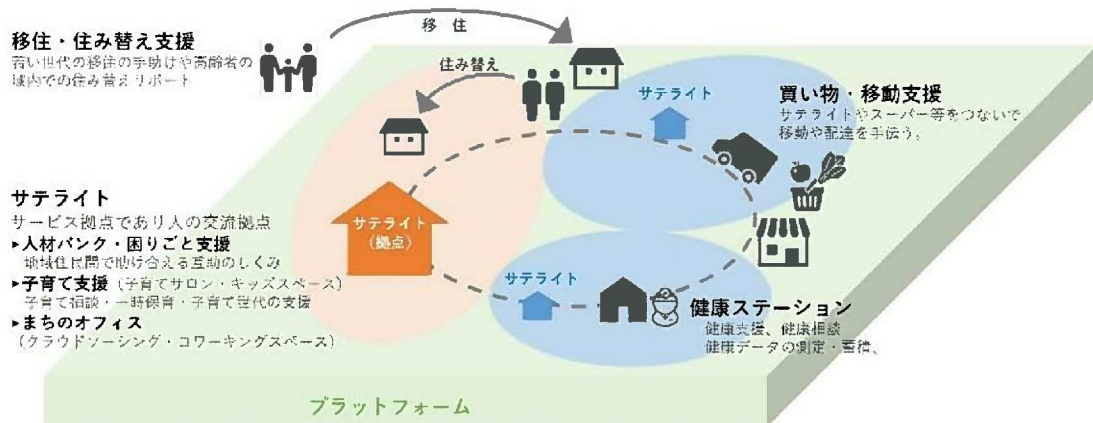 移住
移住・住み替え支援
若い世代の移住の手助けや高齢者の
域内での住み替えサポート
住み替え
サテライト
買い物・移動支援
サテライトやスーパー等をつないで
移動や配達を手伝う。
サテライト
サービス拠点であり人の交流拠点
▸人材バンク・困りごと支援
地域住民間で助け合える互助のしくみ
▸子育て支援（子育てサロン・キッズスペース）
子育て相談・一時保育・子育て世代の支援
▸まちのオフィス
（クラウドソーシング・コワーキングスペース）
サテライト
（拠点）
サテライト
健康ステーション
健康支援、健康相談
健康データの測定・蓄積、
プラットフォーム